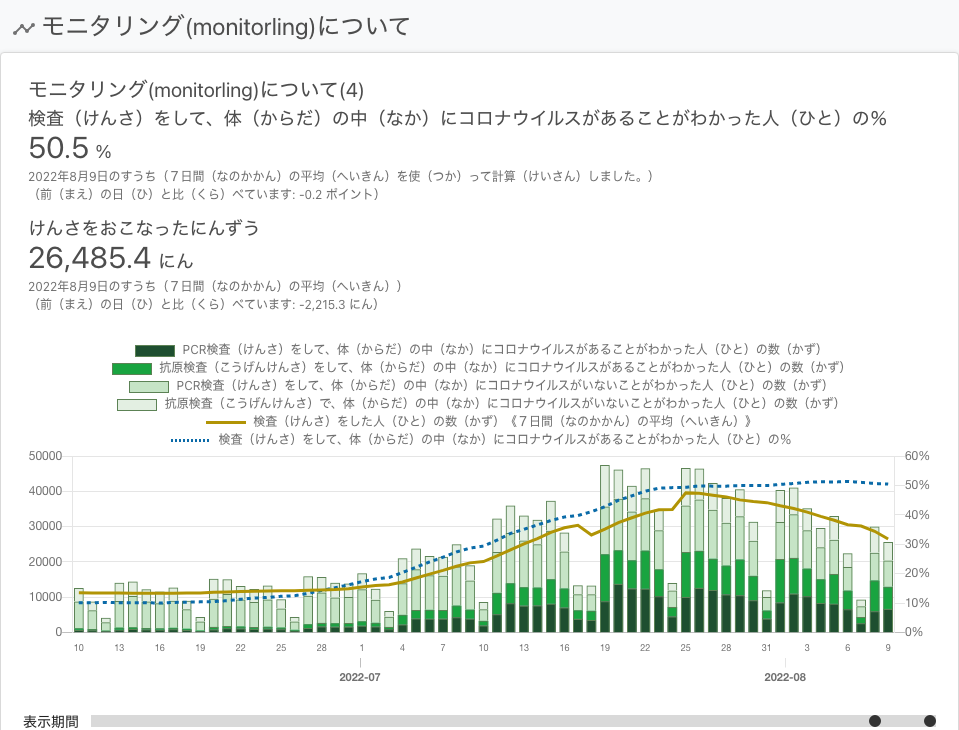 モニタリング(monitorling)について
モニタリング(monitorling)について(4)
検査（けんさ）をして、体（からだ）の中（なか）にコロナウイルスがあることがわかった人（ひと）の%
50.5 %
2022年8月9日のすうち（７日間（なのかかん）の平均（へいきん）を使（つか）って計算（けいさん）しました。）
（前（まえ）の日（ひ）と比（くら）べています: -0.2 ポイント）
けんさをおこなったにんずう
26,485.4 にん
2022年8月9日のすうち（７日間（なのかかん）の平均（へいきん））
（前（まえ）の日（ひ）と比（くら）べています: -2,215.3 にん）
PCR検査（けんさ）をして、体（からだ）の中（なか）にコロナウイルスがあることがわかった人（ひと）の数（かず）
抗原検査（こうげんけんさ）をして、体（からだ）の中（なか）にコロナウイルスがあることがわかった人（ひと）の数（かず）
PCR検査（けんさ）をして、体（からだ）の中（なか）にコロナウイルスがいないことがわかった人（ひと）の数（かず）
抗原検査（こうげんけんさ）で、体（からだ）の中（なか）にコロナウイルスがいないことがわかった人（ひと）の数（かず）
検査（けんさ）をした人（ひと）の数（かず）《７日間（なのかかん）の平均（へいきん）》
検査（けんさ）をして、体（からだ）の中（なか）にコロナウイルスがあることがわかった人（ひと）の%
50000 60%
50%
40000
40%
30000
30%
20000
20%
10000 10%
0 0%
10 13 16 19 22 25 28 1 4 7 10 13 16 19 22 25 28 31 3 6 9
2022-07 2022-08
表示期間